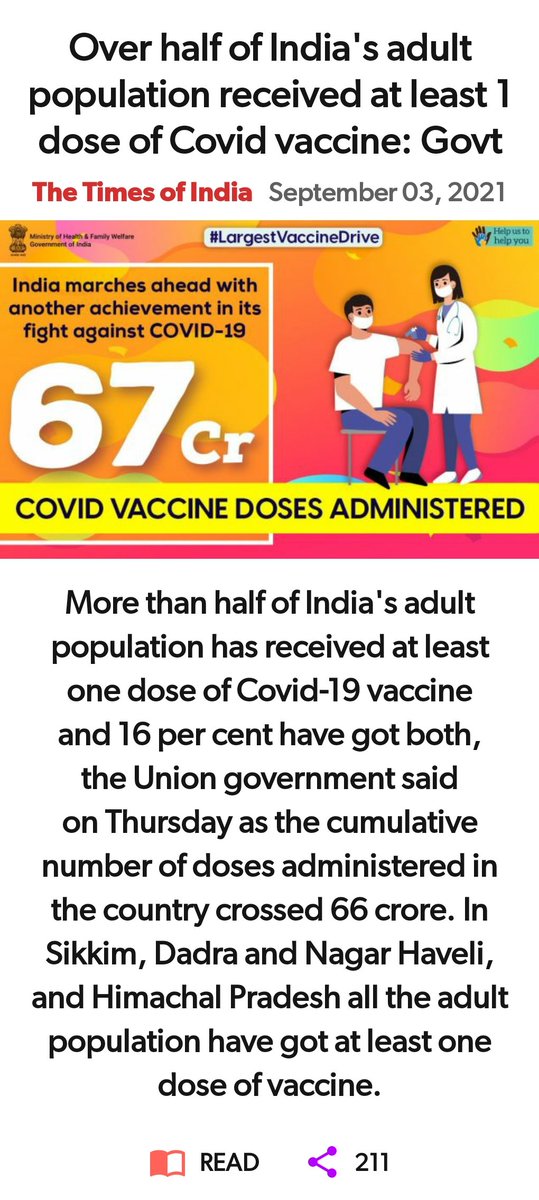 Over half of India's adult
population received at least 1
dose of Covid vaccine: Govt
The Times of India September 03, 2021
Ministry of Health & Family Welfare
Government of India
#LargestVaccineDrive
Help us to
help you
India marches ahead with
another achievement in its
fight against COVID-19
67 Cr
COVID VACCINE DOSES ADMINISTERED
More than half of India's adult
population has received at least
one dose of Covid-19 vaccine
and 16 per cent have got both,
the Union government said
on Thursday as the cumulative
number of doses administered in
the country crossed 66 crore. In
Sikkim, Dadra and Nagar Haveli,
and Himachal Pradesh all the adult
population have got at least one
dose of vaccine.
READ 211